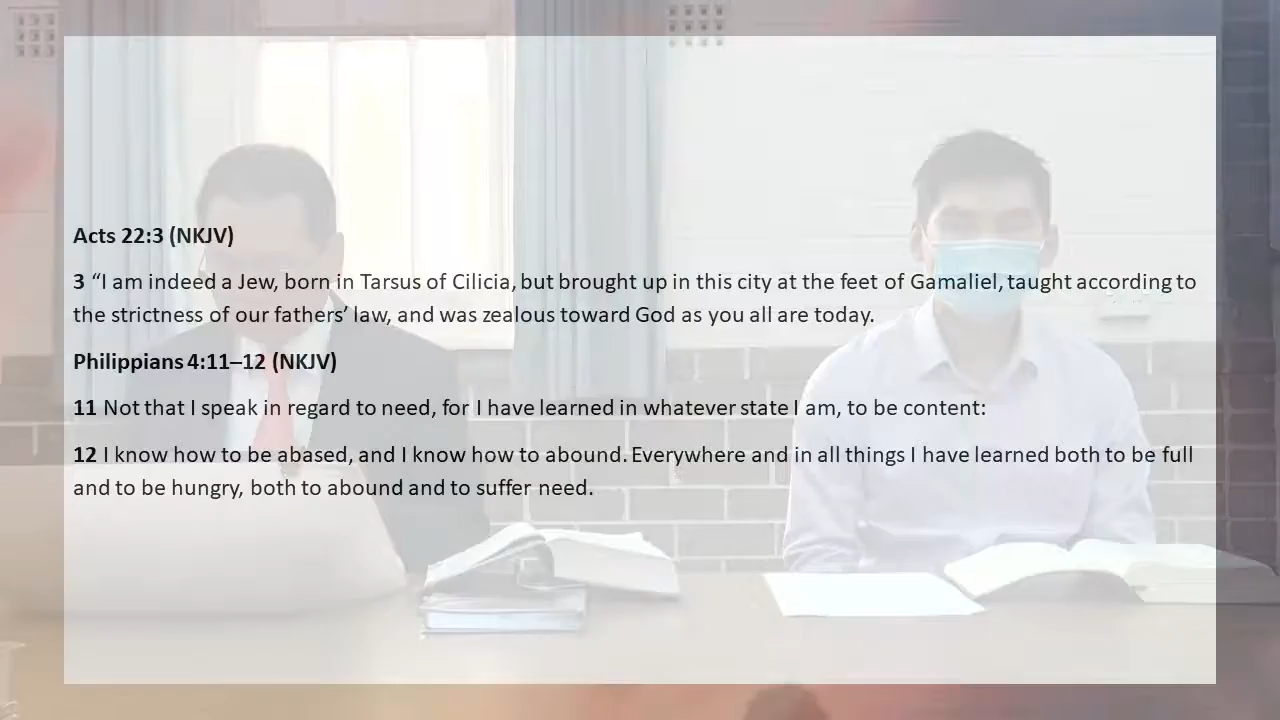 Acts 22:3 (NKJV)
3 “I am indeed a Jew, born in Tarsus of Cilicia, but brought up in this city at the feet of Gamaliel, taught according to
the strictness of our fathers’ law, and was zealous toward God as you all are today.
Philippians 4:11–12 (NKJV)
11 Not that I speak in regard to need, for I have learned in whatever state I am, to be content:
12 I know how to be abased, and I know how to abound. Everywhere and in all things I have learned both to be full
and to be hungry, both to abound and to suffer need.